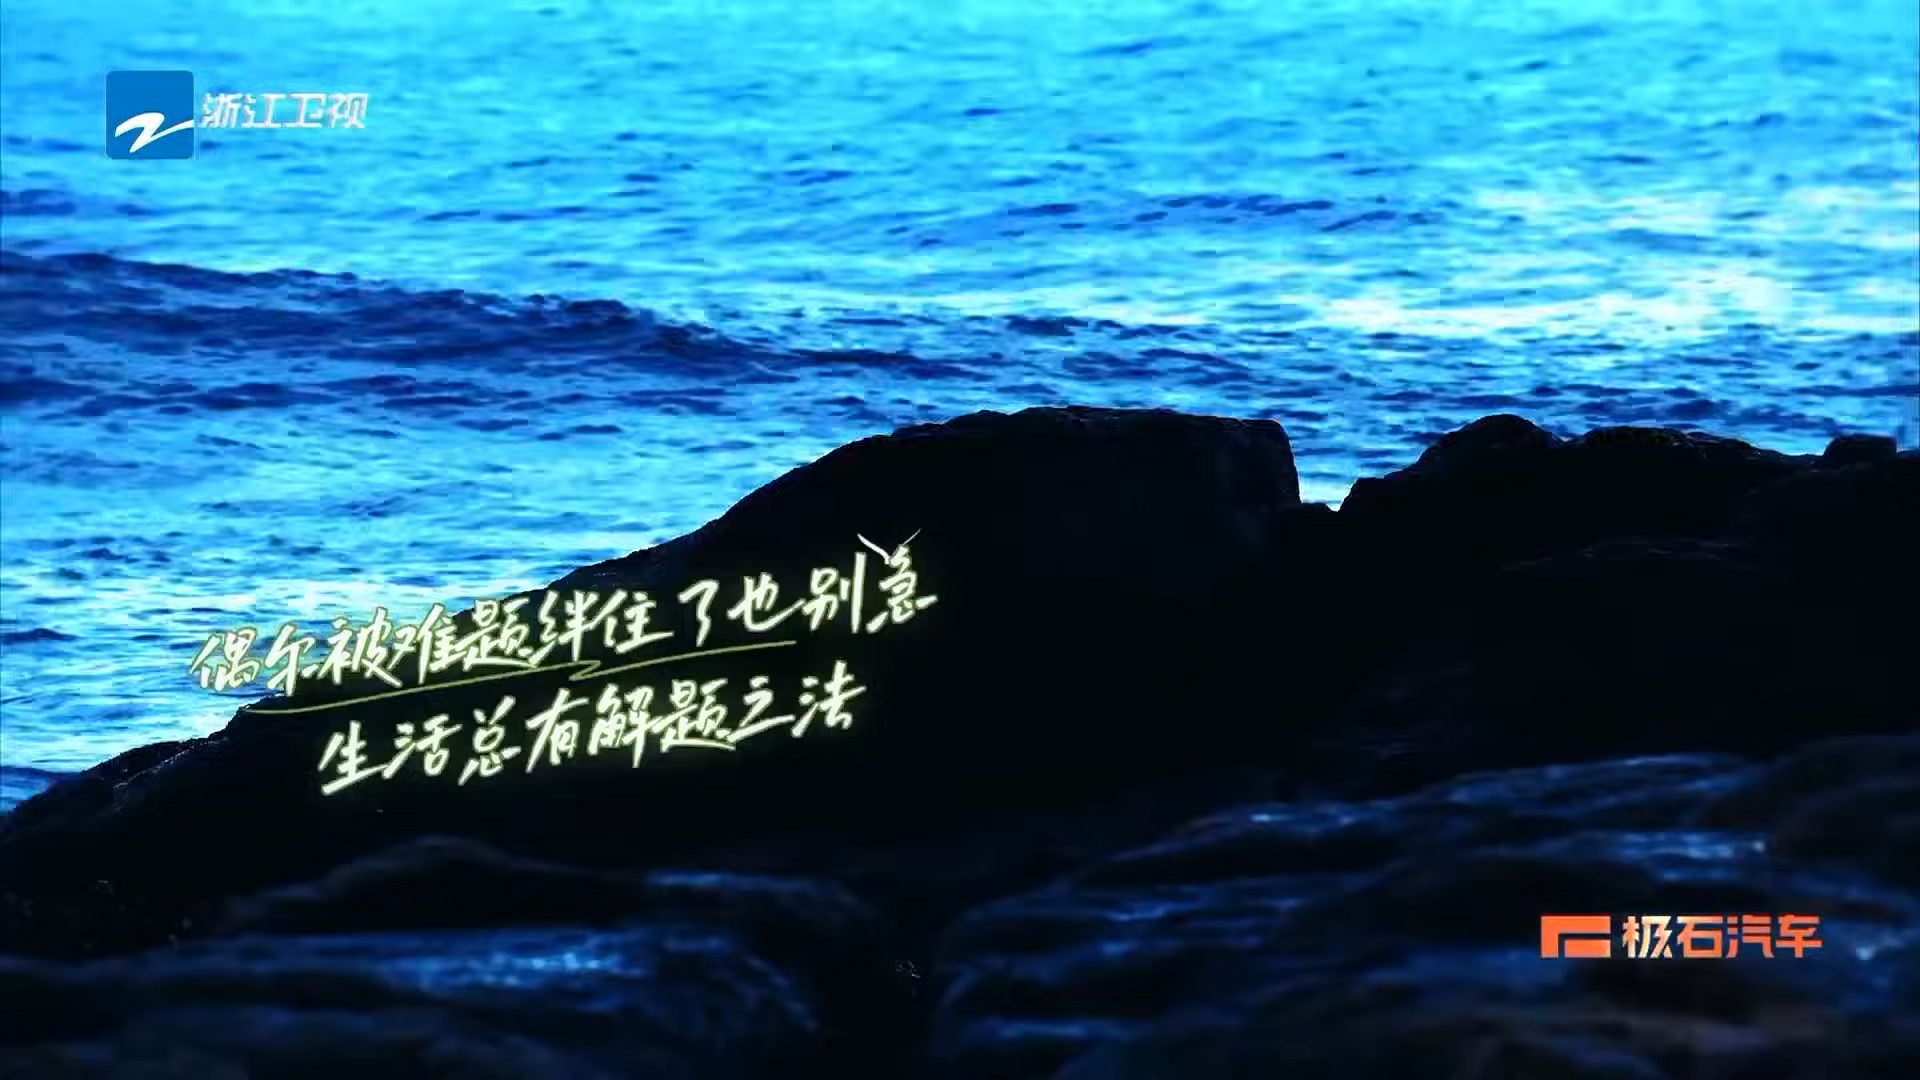 浙江卫视
偶尔被难题绊住了也别急
生活总有解题之法
极石汽车